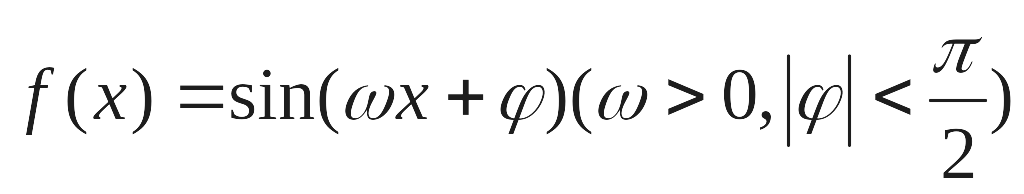 f(x) =sin(ωx + φ)(ω > 0,|φ| < π/2)